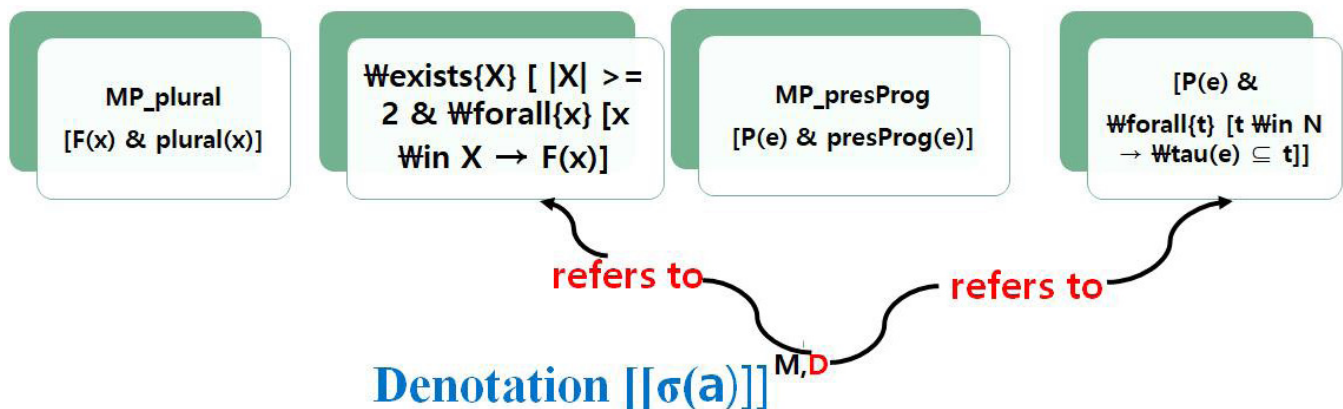 MP_plural
[F(x) & plural(x)]
₩exists{X} [ |X| >=
2 & ₩forall{x} [x
₩in X → F(x)]
MP_presProg
[P(e) & presProg(e)]
[P(e) &
₩forall{t} [t ₩in N
→ ₩tau(e) ⊆ t]]
refers to
refers to
M,D
Denotation [[σ(a)]]